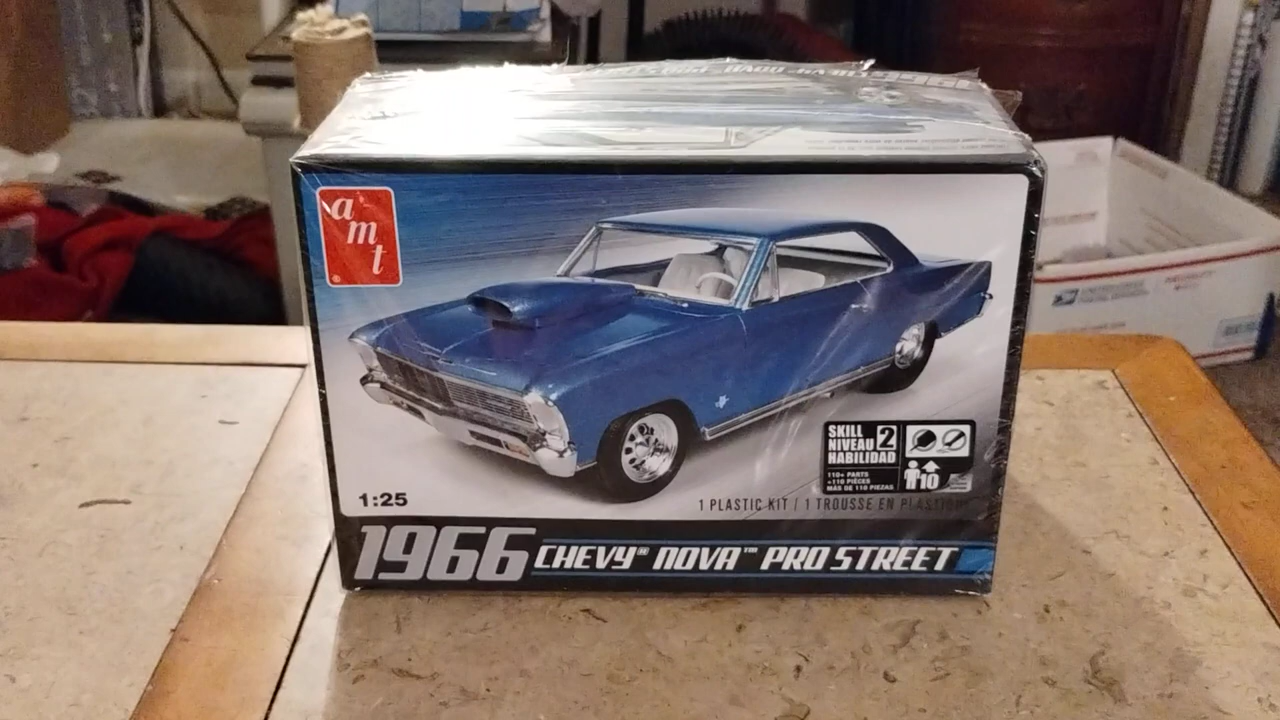 amt
®
SKILL 2
NIVEAU
HABILIDAD
110+ PARTS
+110 PIÈCES
MÁS DE 110 PIEZAS
10
1:25
1 PLASTIC KIT / 1 TROUSSE EN PLASTIQUE
1966 CHEVY® NOVA™ PRO STREET